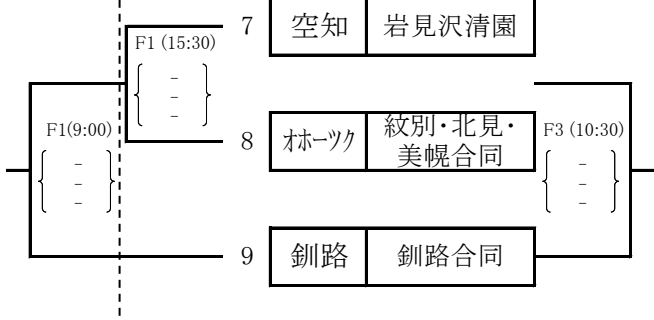 7 空知 岩見沢清園
F1 (15:30)
-
-
-
8 ｵﾎｰﾂｸ 紋別・北見・
美幌合同
F1(9:00)
-
-
-
F3 (10:30)
-
-
-
9 釧路 釧路合同